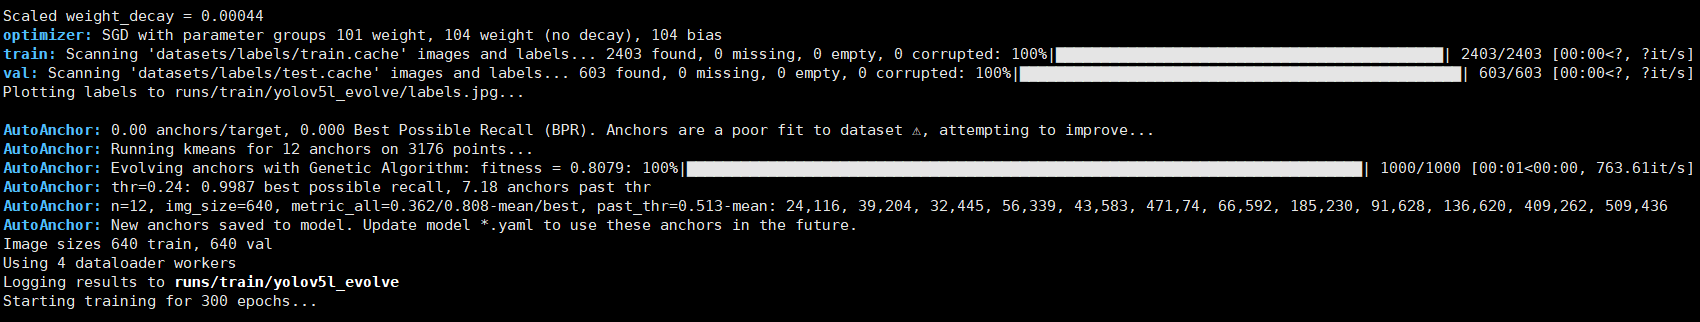 Scaled weight_decay = 0.00044
optimizer: SGD with parameter groups 101 weight, 104 weight (no decay), 104 bias
train: Scanning 'datasets/labels/train.cache' images and labels... 2403 found, 0 missing, 0 empty, 0 corrupted: 100%|| 2403/2403 [00:00<?, ?it/s]
val: Scanning 'datasets/labels/test.cache' images and labels... 603 found, 0 missing, 0 empty, 0 corrupted: 100%|| 603/603 [00:00<?, ?it/s]
Plotting labels to runs/train/yolov5l_evolve/labels.jpg...
AutoAnchor: 0.00 anchors/target, 0.000 Best Possible Recall (BPR). Anchors are a poor fit to dataset ⚠, attempting to improve...
AutoAnchor: Running kmeans for 12 anchors on 3176 points...
AutoAnchor: Evolving anchors with Genetic Algorithm: fitness = 0.8079: 100%|| 1000/1000 [00:01<00:00, 763.61it/s]
AutoAnchor: thr=0.24: 0.9987 best possible recall, 7.18 anchors past thr
AutoAnchor: n=12, img_size=640, metric_all=0.362/0.808-mean/best, past_thr=0.513-mean: 24,116, 39,204, 32,445, 56,339, 43,583, 471,74, 66,592, 185,230, 91,628, 136,620, 409,262, 509,436
AutoAnchor: New anchors saved to model. Update model *.yaml to use these anchors in the future.
Image sizes 640 train, 640 val
Using 4 dataloader workers
Logging results to runs/train/yolov5l_evolve
Starting training for 300 epochs...